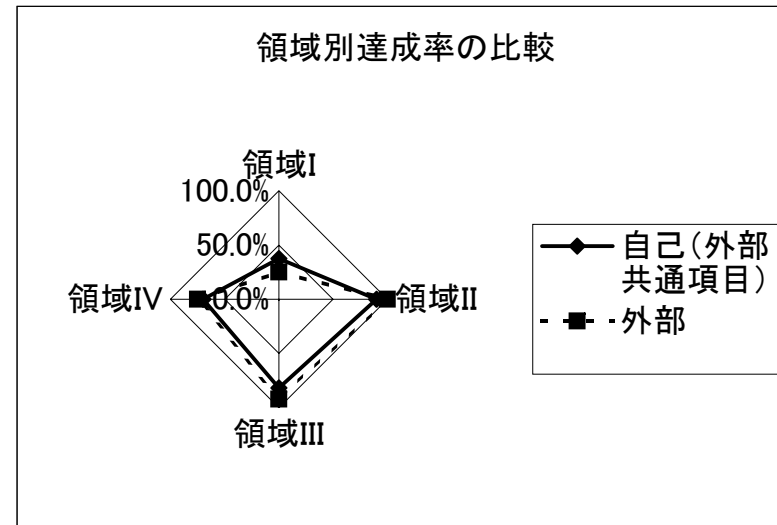 領域別達成率の比較
領域I
100.0%
50.0%
領域IV
0.0%
領域II
領域III
自己(外部
共通項目)
外部